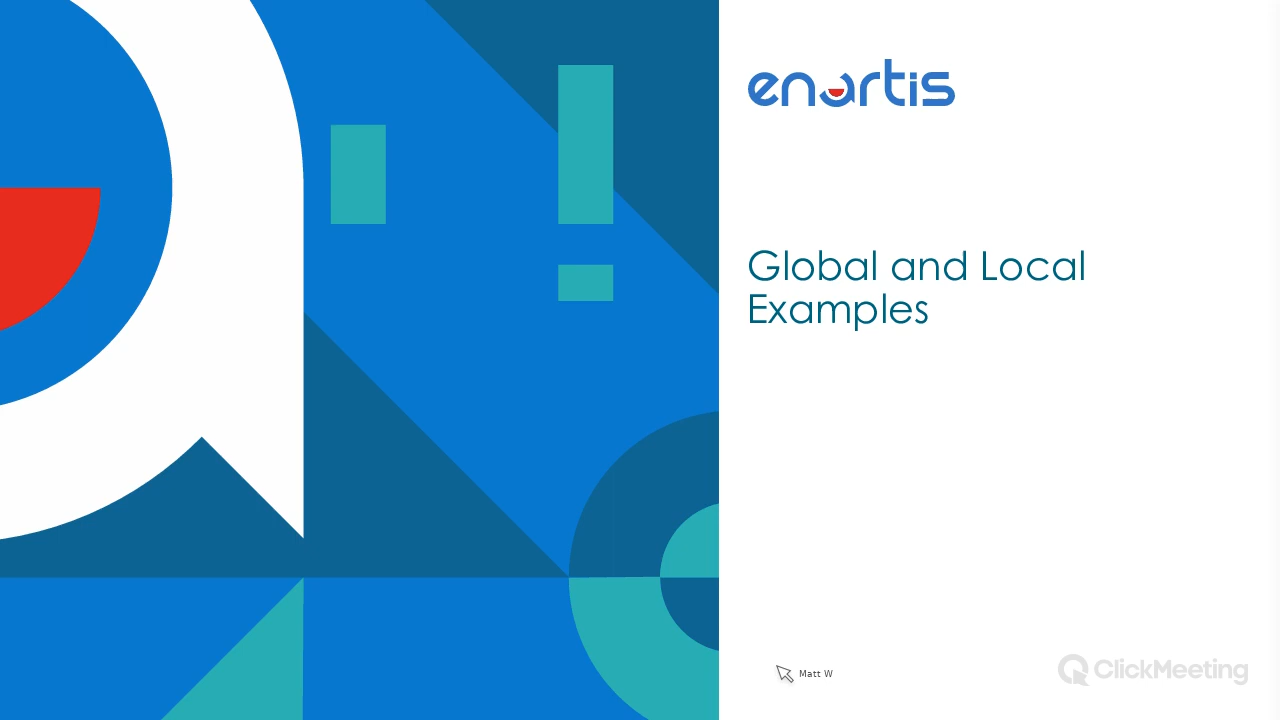 enartis
Global and Local
Examples
Matt W
ClickMeeting